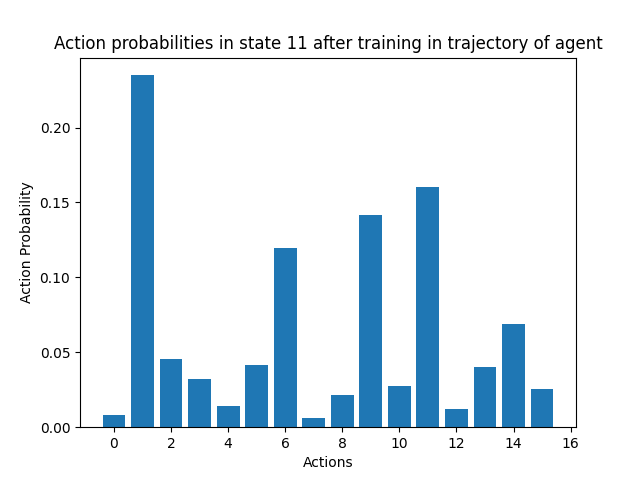 Action probabilities in state 11 after training in trajectory of agent
Action Probability
0.20
0.15
0.10
0.05
0.00
0 2 4 6 8 10 12 14 16
Actions